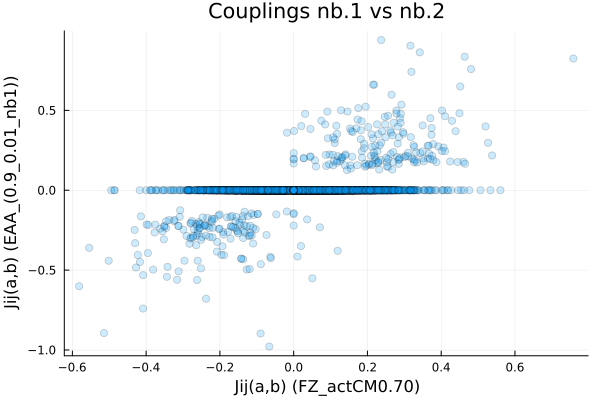 Couplings nb.1 vs nb.2
Jij(a,b) (EAA_(0.9_0.01_nb1))
0.5
0.0
−0.5
−1.0
−0.6 −0.4 −0.2 0.0 0.2 0.4 0.6
Jij(a,b) (FZ_actCM0.70)